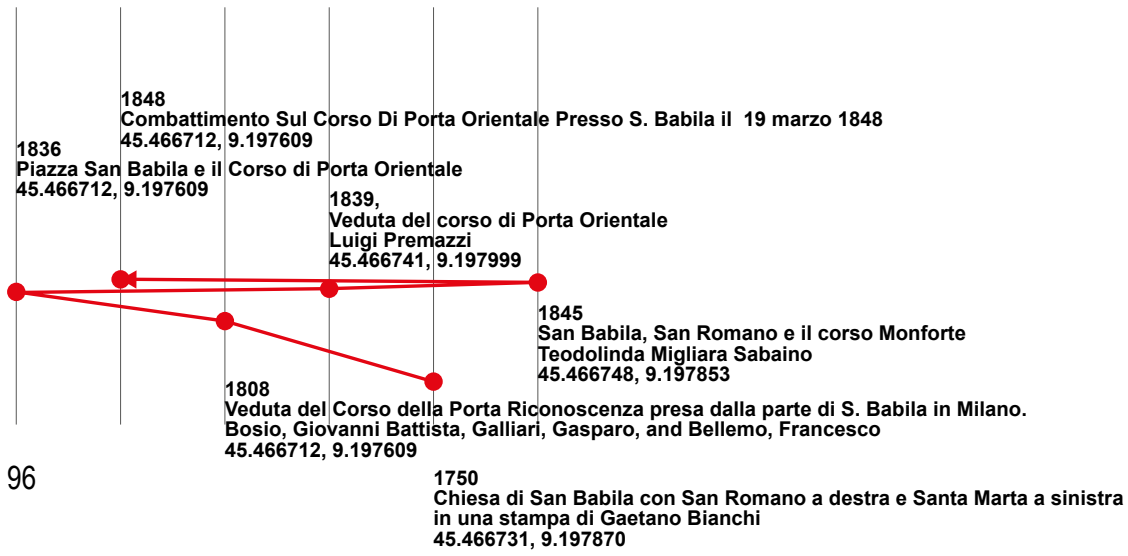 1848
Combattimento Sul Corso Di Porta Orientale Presso S. Babila il 19 marzo 1848
45.466712, 9.197609
1836
Piazza San Babila e il Corso di Porta Orientale
45.466712, 9.197609
1839,
Veduta del corso di Porta Orientale
Luigi Premazzi
45.466741, 9.197999
1845
San Babila, San Romano e il corso Monforte
Teodolinda Migliara Sabaino
45.466748, 9.197853
1808
Veduta del Corso della Porta Riconoscenza presa dalla parte di S. Babila in Milano.
Bosio, Giovanni Battista, Galliari, Gasparo, and Bellemo, Francesco
45.466712, 9.197609
96
1750
Chiesa di San Babila con San Romano a destra e Santa Marta a sinistra
in una stampa di Gaetano Bianchi
45.466731, 9.197870